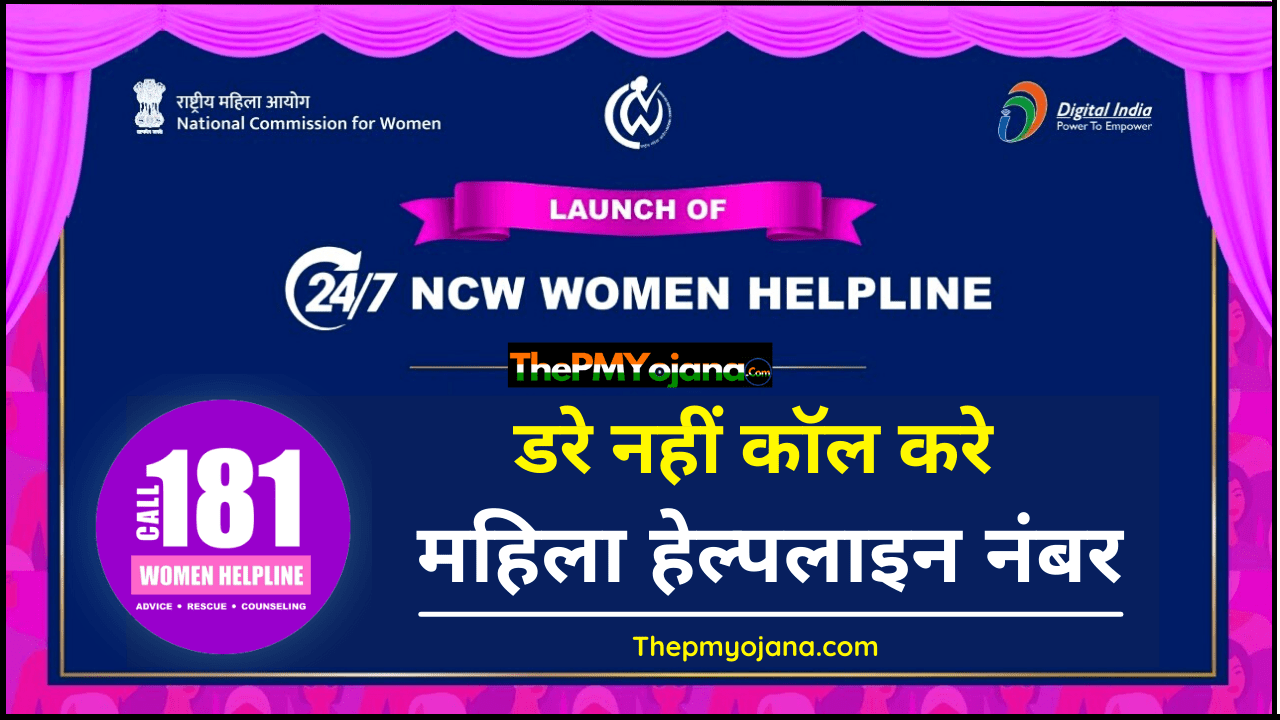 राष्ट्रीय महिला आयोग
National Commission for Women
Digital India
Power To Empower
LAUNCH OF
24/7 NCW WOMEN HELPLINE
ThePMYojana.Com
CALL 181
WOMEN HELPLINE
ADVICE • RESCUE • COUNSELING
डरे नहीं कॉल करे
महिला हेल्पलाइन नंबर
Thepmyojana.com